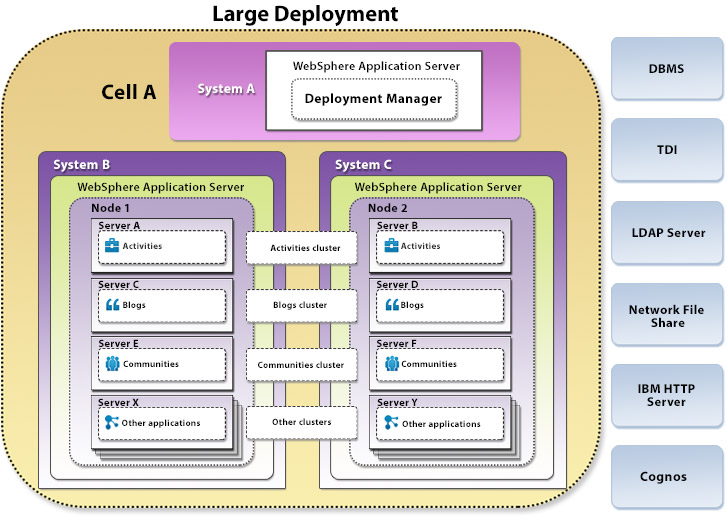 Large Deployment
Cell A
System A
WebSphere Application Server
Deployment Manager
System B
WebSphere Application Server
Node 1
Server A
Activities
Server C
Blogs
Server E
Communities
Server X
Other applications
Activities cluster
Blogs cluster
Communities cluster
Other clusters
System C
WebSphere Application Server
Node 2
Server B
Activities
Server D
Blogs
Server F
Communities
Server Y
Other applications
DBMS
TDI
LDAP Server
Network File
Share
IBM HTTP
Server
Cognos